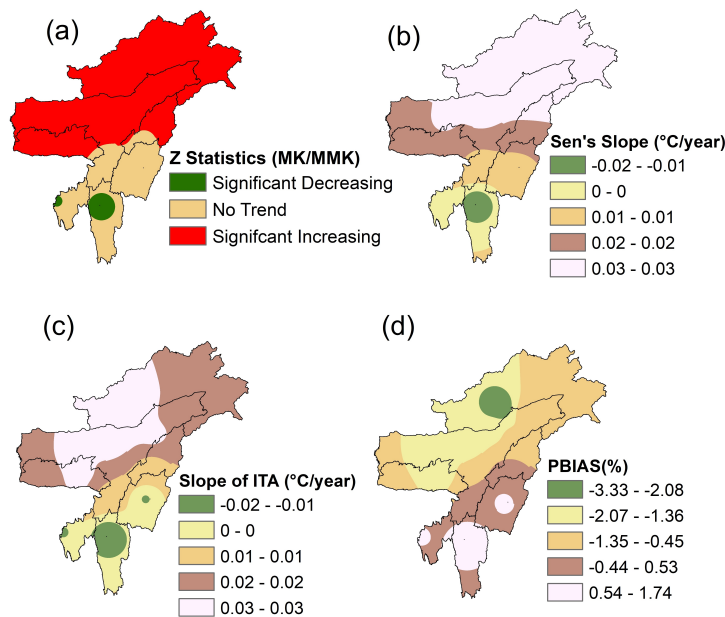 (a)
Z Statistics (MK/MMK)
Significant Decreasing
No Trend
Signifcant Increasing
(b)
Sen's Slope (°C/year)
-0.02 - -0.01
0 - 0
0.01 - 0.01
0.02 - 0.02
0.03 - 0.03
(c)
Slope of ITA (°C/year)
-0.02 - -0.01
0 - 0
0.01 - 0.01
0.02 - 0.02
0.03 - 0.03
(d)
PBIAS(%)
-3.33 - -2.08
-2.07 - -1.36
-1.35 - -0.45
-0.44 - 0.53
0.54 - 1.74